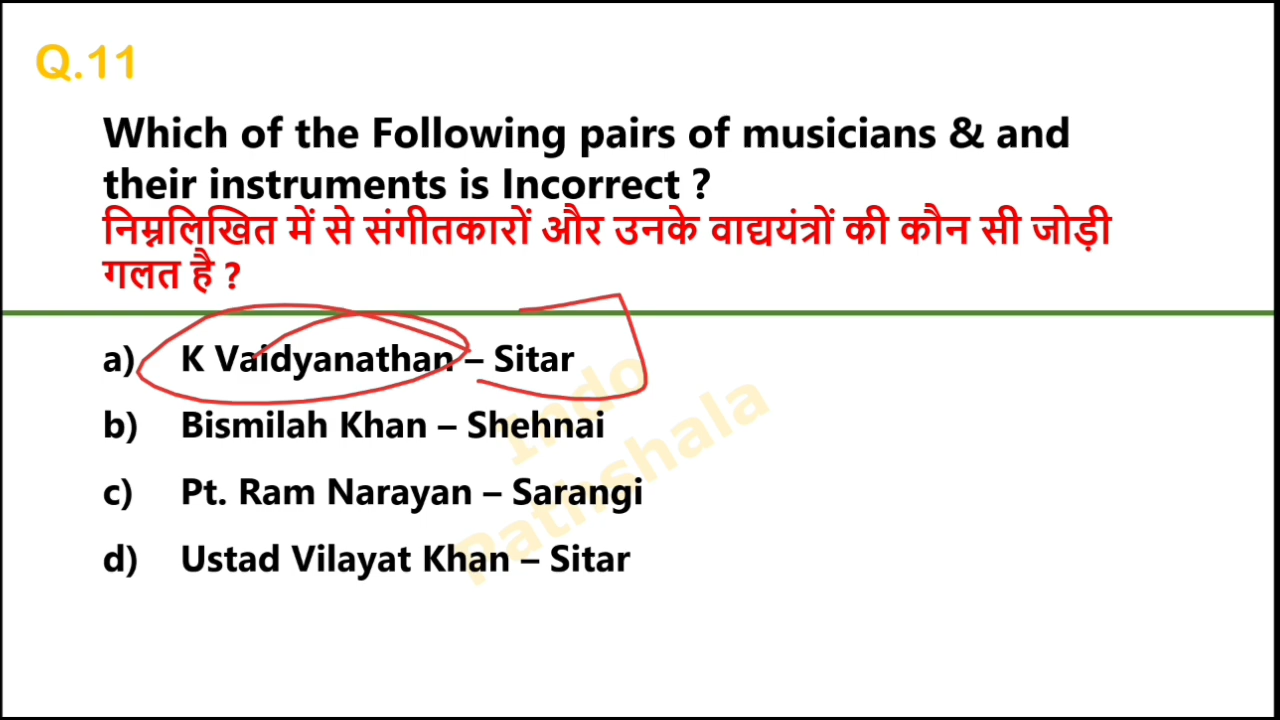 Q.11
Which of the Following pairs of musicians & and
their instruments is Incorrect ?
निम्नलिखित में से संगीतकारों और उनके वाद्ययंत्रों की कौन सी जोड़ी
गलत है ?
a) K Vaidyanathan – Sitar
b) Bismilah Khan – Shehnai
c) Pt. Ram Narayan – Sarangi
d) Ustad Vilayat Khan – Sitar
Indo
Pathshala